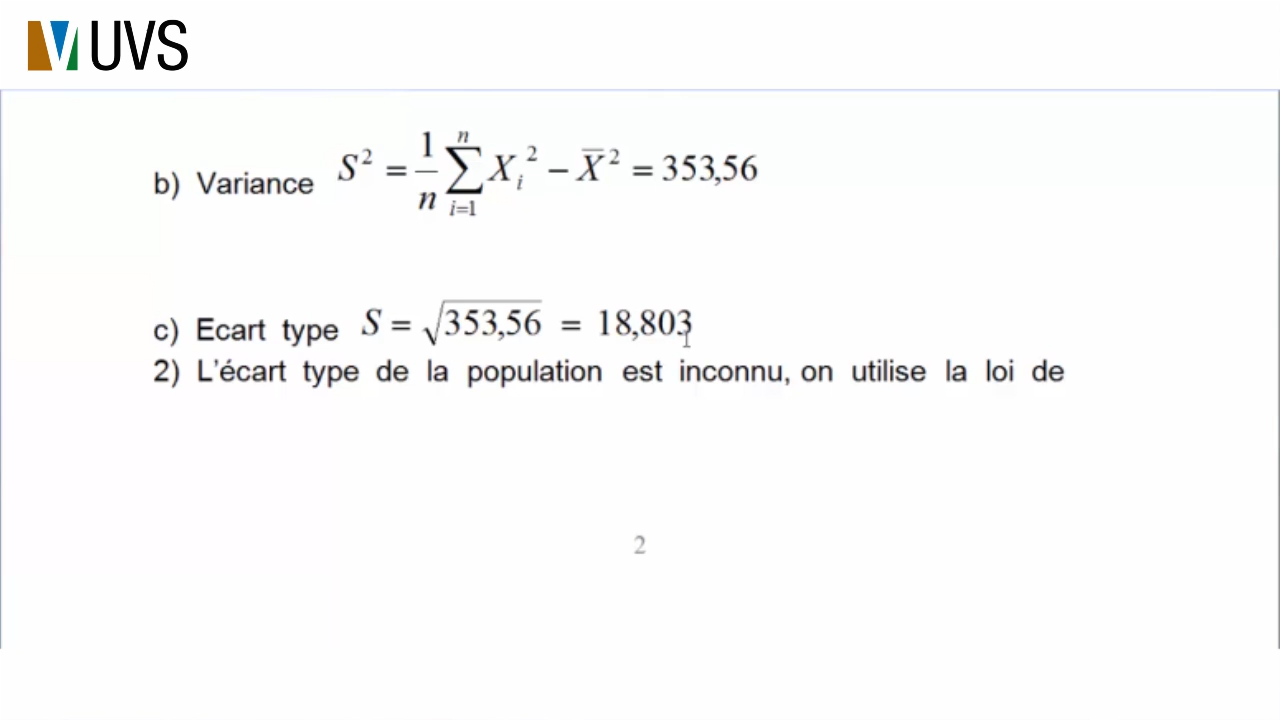 UVS
b) Variance S² = 1/n ∑_{i=1}^{n} X_i² − X̄² = 353,56
c) Ecart type S = √353,56 = 18,803
2) L'écart type de la population est inconnu, on utilise la loi de
2